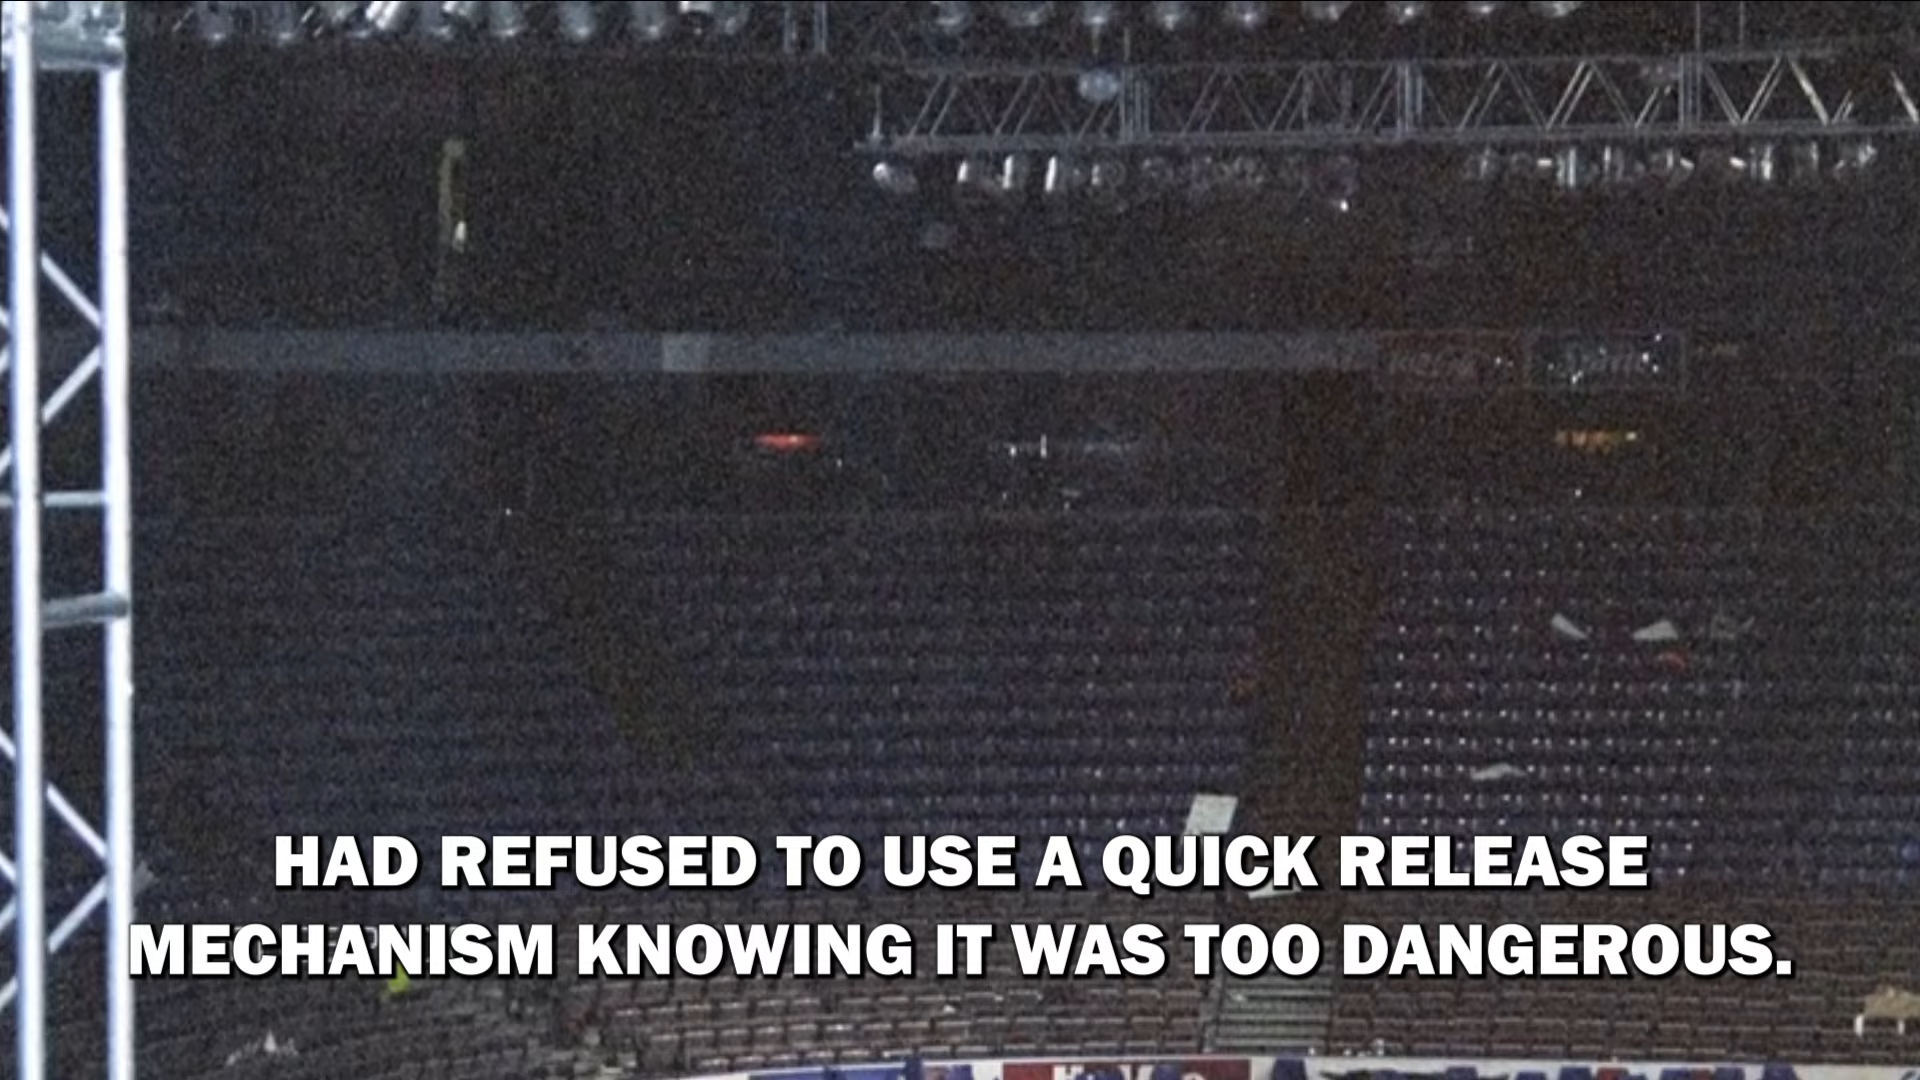 HAD REFUSED TO USE A QUICK RELEASE
MECHANISM KNOWING IT WAS TOO DANGEROUS.